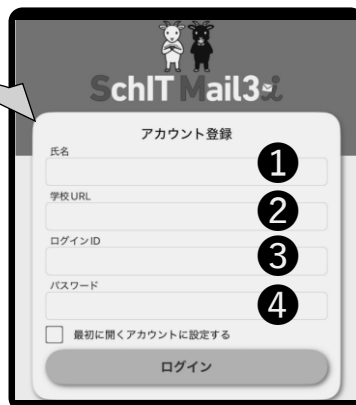 SchIT Mail3i
アカウント登録
氏名
❶
学校URL
❷
ログインID
❸
パスワード
❹
最初に開くアカウントに設定する
ログイン